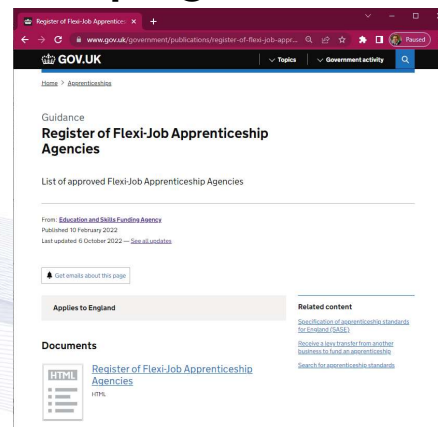 Register of Flexi-Job Apprentices
www.gov.uk/government/publications/register-of-flexi-job-appr...
Paused
GOV.UK
Topics
Government activity
Home > Apprenticeships
Guidance
Register of Flexi-Job Apprenticeship
Agencies
List of approved Flexi-Job Apprenticeship Agencies
From: Education and Skills Funding Agency
Published 10 February 2022
Last updated 6 October 2022 — See all updates
Get emails about this page
Applies to England
Related content
Specification of apprenticeship standards
for England (SASE)
Receive a levy transfer from another
business to fund an apprenticeship
Search for apprenticeship standards
Documents
HTML
Register of Flexi-Job Apprenticeship
Agencies
HTML